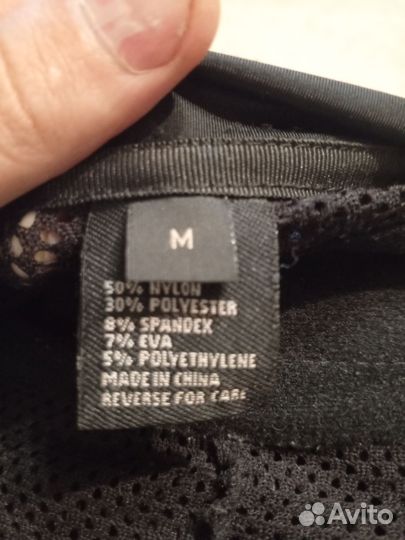 M
50% NYLON
30% POLYESTER
8% SPANDEX
7% EVA
5% POLYETHYLENE
MADE IN CHINA
REVERSE FOR CARE
Avito